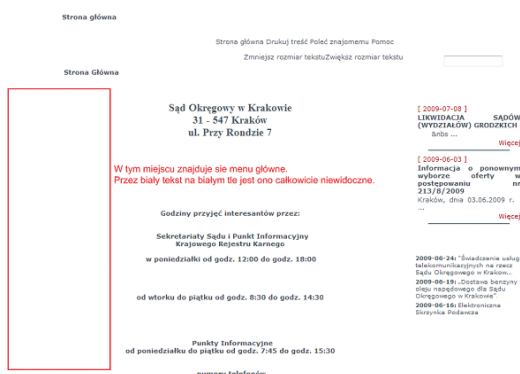 Strona główna
Strona główna Drukuj treść Poleć znajomemu Pomoc
Zmniejsz rozmiar tekstuZwiększ rozmiar tekstu
Strona Główna
Sąd Okręgowy w Krakowie
31 - 547 Kraków
ul. Przy Rondzie 7
W tym miejscu znajduje sie menu główne.
Przez biały tekst na białym tle jest ono całkowicie niewidoczne.
Godziny przyjęć interesantów przez:
Sekretariaty Sądu i Punkt Informacyjny
Krajowego Rejestru Karnego
w poniedziałki od godz. 12:00 do godz. 18:00
od wtorku do piątku od godz. 8:30 do godz. 14:30
Punkty Informacyjne
od poniedziałku do piątku od godz. 7:45 do godz. 15:30
numery telefonów
[ 2009-07-08 ]
LIKWIDACJA SĄDÓW
(WYDZIAŁÓW) GRODZKICH
&nbs ...
Więcej
[ 2009-06-03 ]
Informacja o ponownym
wyborze oferty w
postępowaniu nr
213/8/2009
Kraków, dnia 03.06.2009 r.
...
Więcej
2009-06-24: "Świadczenia usług
telekomunikacyjnych na rzecz
Sądu Okręgowego w Krakow...
2009-06-19: „Dostawa benzyny i
oleju napędowego dla Sądu
Okręgowego w Krakowie”
2009-06-16: Elektroniczna
Skrzynka Podawcza